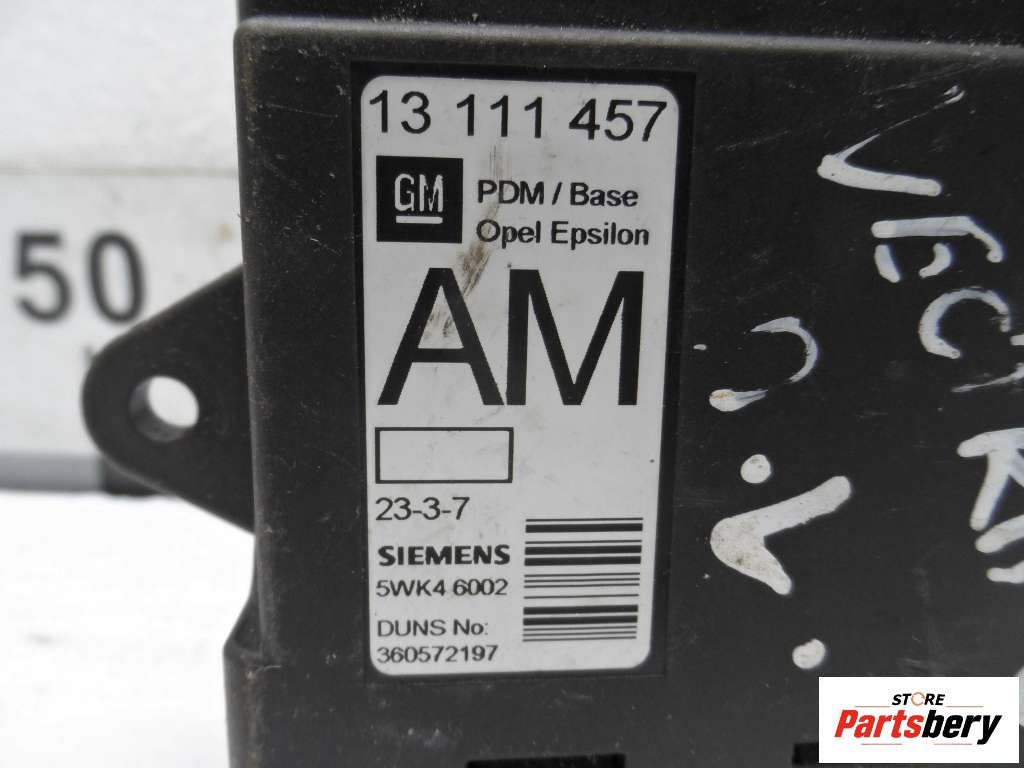 13 111 457
GM
PDM / Base
Opel Epsilon
AM
23-3-7
SIEMENS
5WK4 6002
DUNS No:
360572197
50
STORE
Partsbery